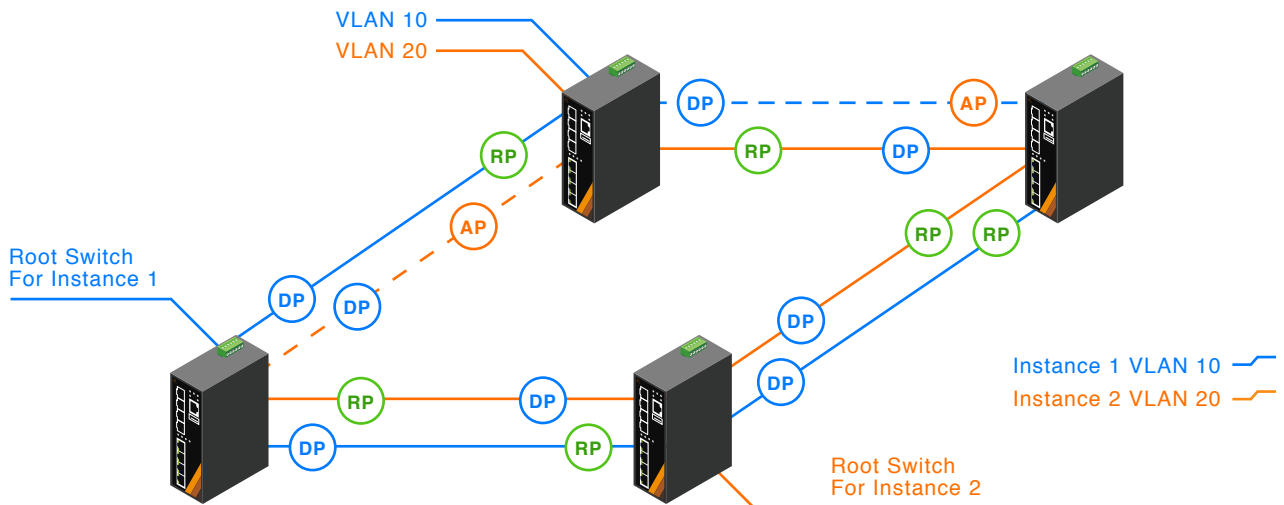 VLAN 10
VLAN 20
DP
AP
RP
RP
DP
AP
RP
RP
Root Switch
For Instance 1
DP
DP
DP
DP
Instance 1 VLAN 10
Instance 2 VLAN 20
RP
DP
DP
RP
Root Switch
For Instance 2